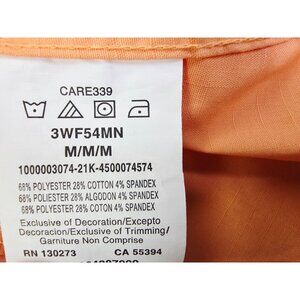 CARE339
3WF54MN
M/M/M
1000003074-21K-4500074574
68% POLYESTER 28% COTTON 4% SPANDEX
68% POLIESTER 28% ALGODON 4% SPANDEX
68% POLYESTER 28% COTTON 4% SPANDEX
Exclusive of Decoration/Excepto
Decoracion/Exclusive of Trimming/
Garniture Non Comprise
RN 130273 CA 55394